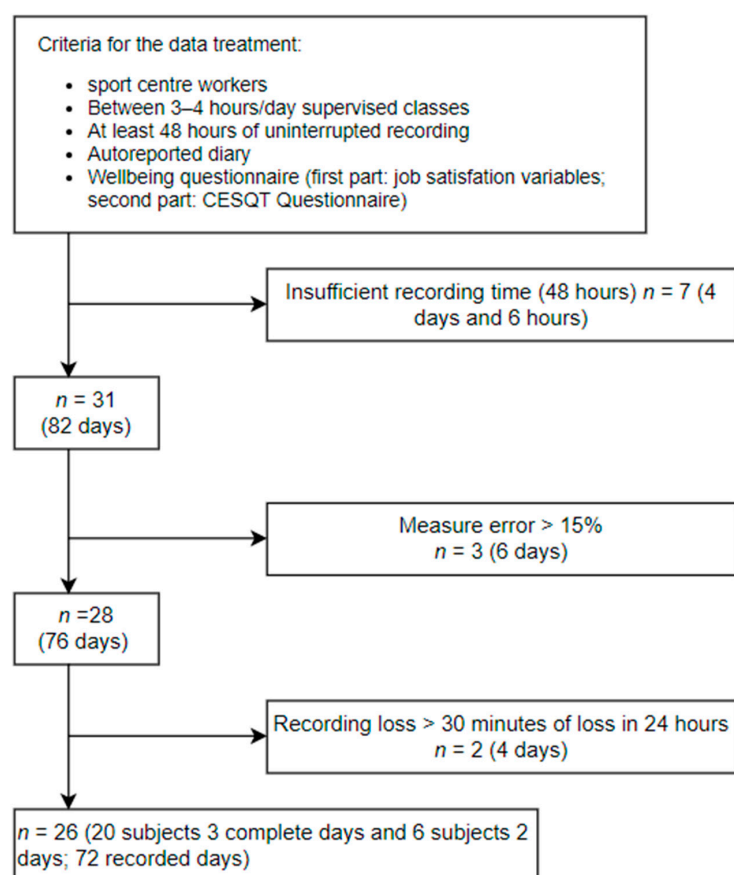 Criteria for the data treatment:
• sport centre workers
• Between 3–4 hours/day supervised classes
• At least 48 hours of uninterrupted recording
• Autoreported diary
• Wellbeing questionnaire (first part: job satisfation variables;
second part: CESQT Questionnaire)
Insufficient recording time (48 hours) n = 7 (4
days and 6 hours)
n = 31
(82 days)
Measure error > 15%
n = 3 (6 days)
n =28
(76 days)
Recording loss > 30 minutes of loss in 24 hours
n = 2 (4 days)
n = 26 (20 subjects 3 complete days and 6 subjects 2
days; 72 recorded days)